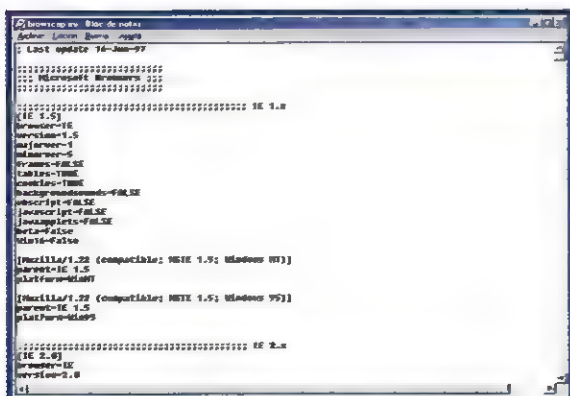 browscap.ini - Bloc de notas
Archivo Edición Buscar Ayuda
; Last update 16-Jun-97
;;;;;;;;;;;;;;;;;;;;;;;;;;;
;;; Microsoft Browsers ;;;
;;;;;;;;;;;;;;;;;;;;;;;;;;;
;;;;;;;;;;;;;;;;;;;;;;;;;;;;;;;;;;;;;;;;;; IE 1.x
[IE 1.5]
browser=IE
version=1.5
majorver=1
minorver=5
frames=FALSE
tables=TRUE
cookies=TRUE
backgroundsounds=FALSE
vbscript=FALSE
javascript=FALSE
javaapplets=FALSE
beta=False
Win16=False
[Mozilla/1.22 (compatible; MSIE 1.5; Windows NT)]
parent=IE 1.5
platform=WinNT
[Mozilla/1.22 (compatible; MSIE 1.5; Windows 95)]
parent=IE 1.5
platform=Win95
;;;;;;;;;;;;;;;;;;;;;;;;;;;;;;;;;;;;;;;;;; IE 2.x
[IE 2.0]
browser=IE
version=2.0